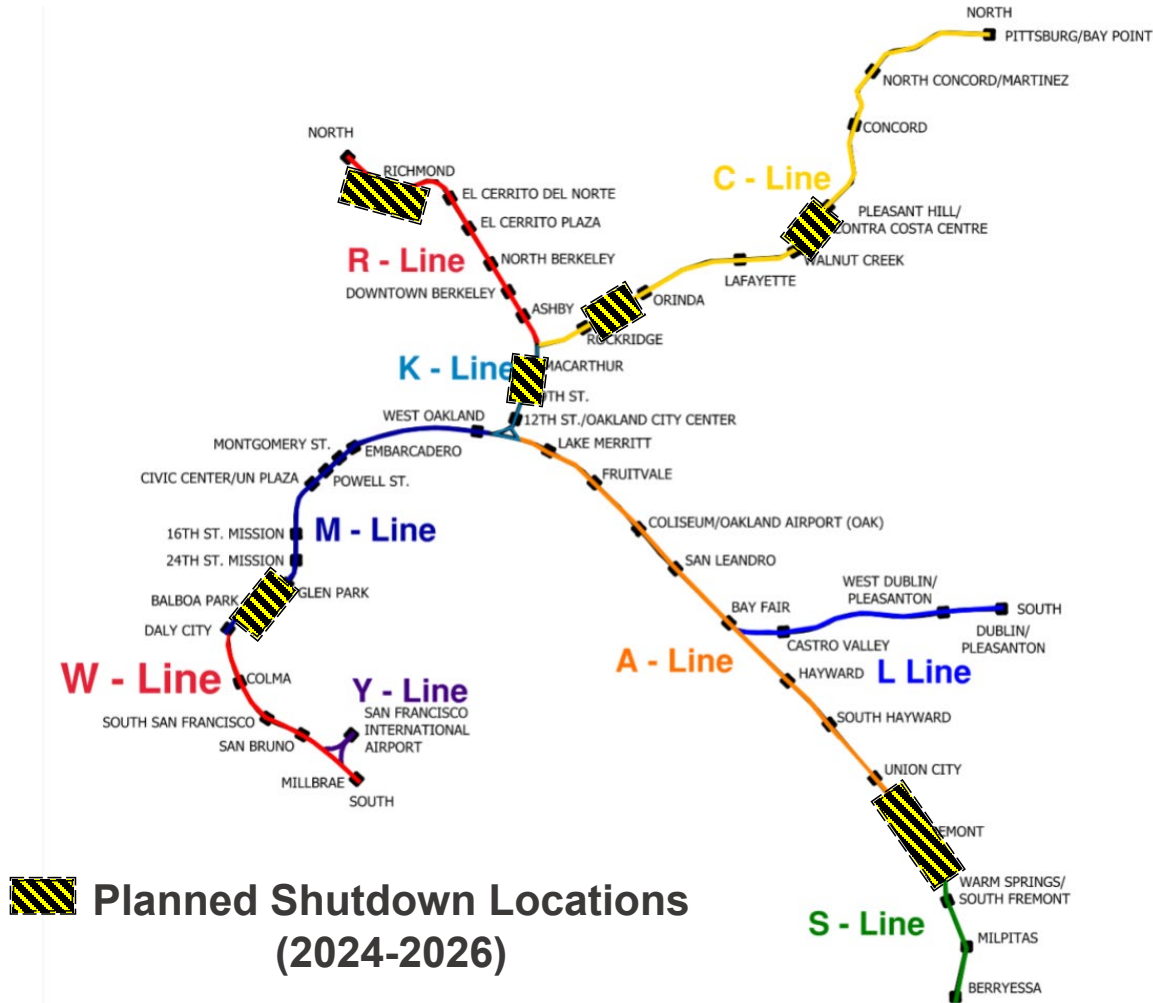 NORTH
PITTSBURG/BAY POINT
NORTH CONCORD/MARTINEZ
CONCORD
NORTH
RICHMOND
C - Line
EL CERRITO DEL NORTE
PLEASANT HILL/
CONTRA COSTA CENTRE
EL CERRITO PLAZA
R - Line
NORTH BERKELEY
WALNUT CREEK
LAFAYETTE
DOWNTOWN BERKELEY
ORINDA
ASHBY
ROCKRIDGE
K - Line
MACARTHUR
TH ST.
WEST OAKLAND
12TH ST./OAKLAND CITY CENTER
MONTGOMERY ST.
LAKE MERRITT
EMBARCADERO
CIVIC CENTER/UN PLAZA
POWELL ST.
FRUITVALE
COLISEUM/OAKLAND AIRPORT (OAK)
16TH ST. MISSION
M - Line
24TH ST. MISSION
SAN LEANDRO
GLEN PARK
BALBOA PARK
WEST DUBLIN/
PLEASANTON
BAY FAIR
SOUTH
DALY CITY
CASTRO VALLEY
DUBLIN/
PLEASANTON
A - Line
HAYWARD
L Line
W - Line
COLMA
Y - Line
SAN FRANCISCO
INTERNATIONAL
AIRPORT
SOUTH SAN FRANCISCO
SOUTH HAYWARD
SAN BRUNO
UNION CITY
MILLBRAE
SOUTH
EMONT
WARM SPRINGS/
SOUTH FREMONT
Planned Shutdown Locations
(2024-2026)
S - Line
MILPITAS
BERRYESSA